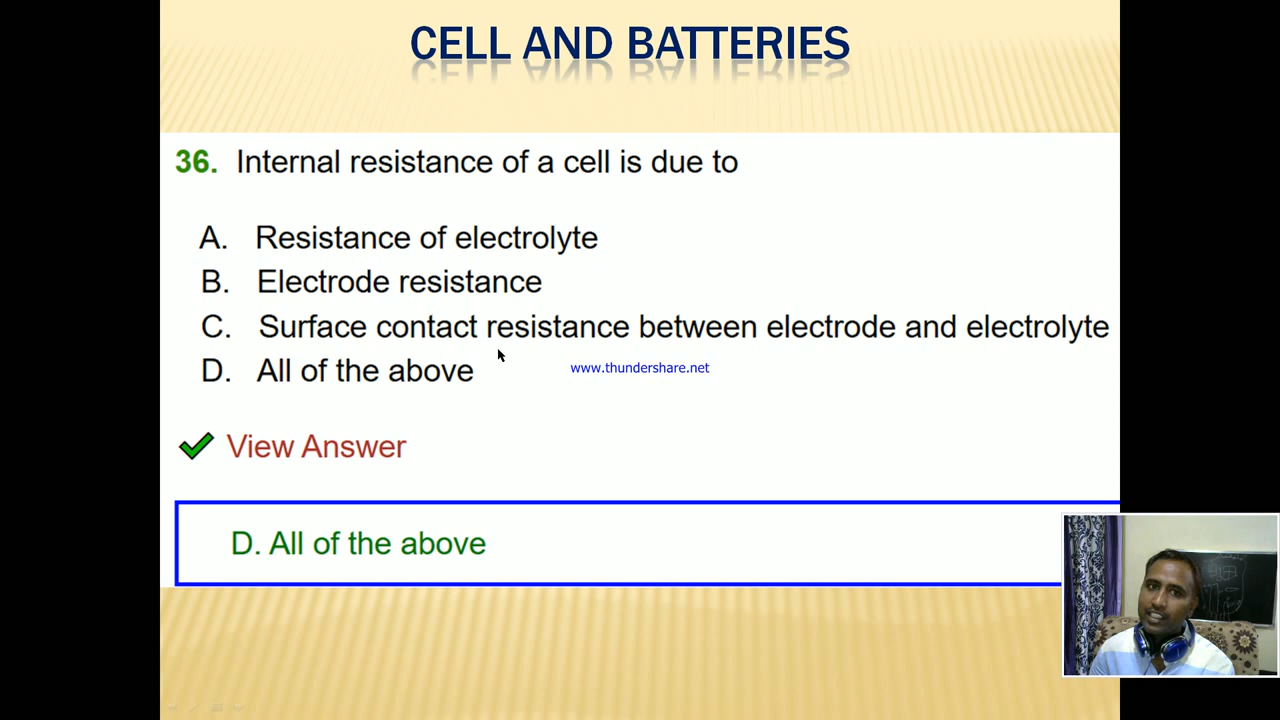 CELL AND BATTERIES
36. Internal resistance of a cell is due to
A. Resistance of electrolyte
B. Electrode resistance
C. Surface contact resistance between electrode and electrolyte
D. All of the above
www.thundershare.net
View Answer
D. All of the above